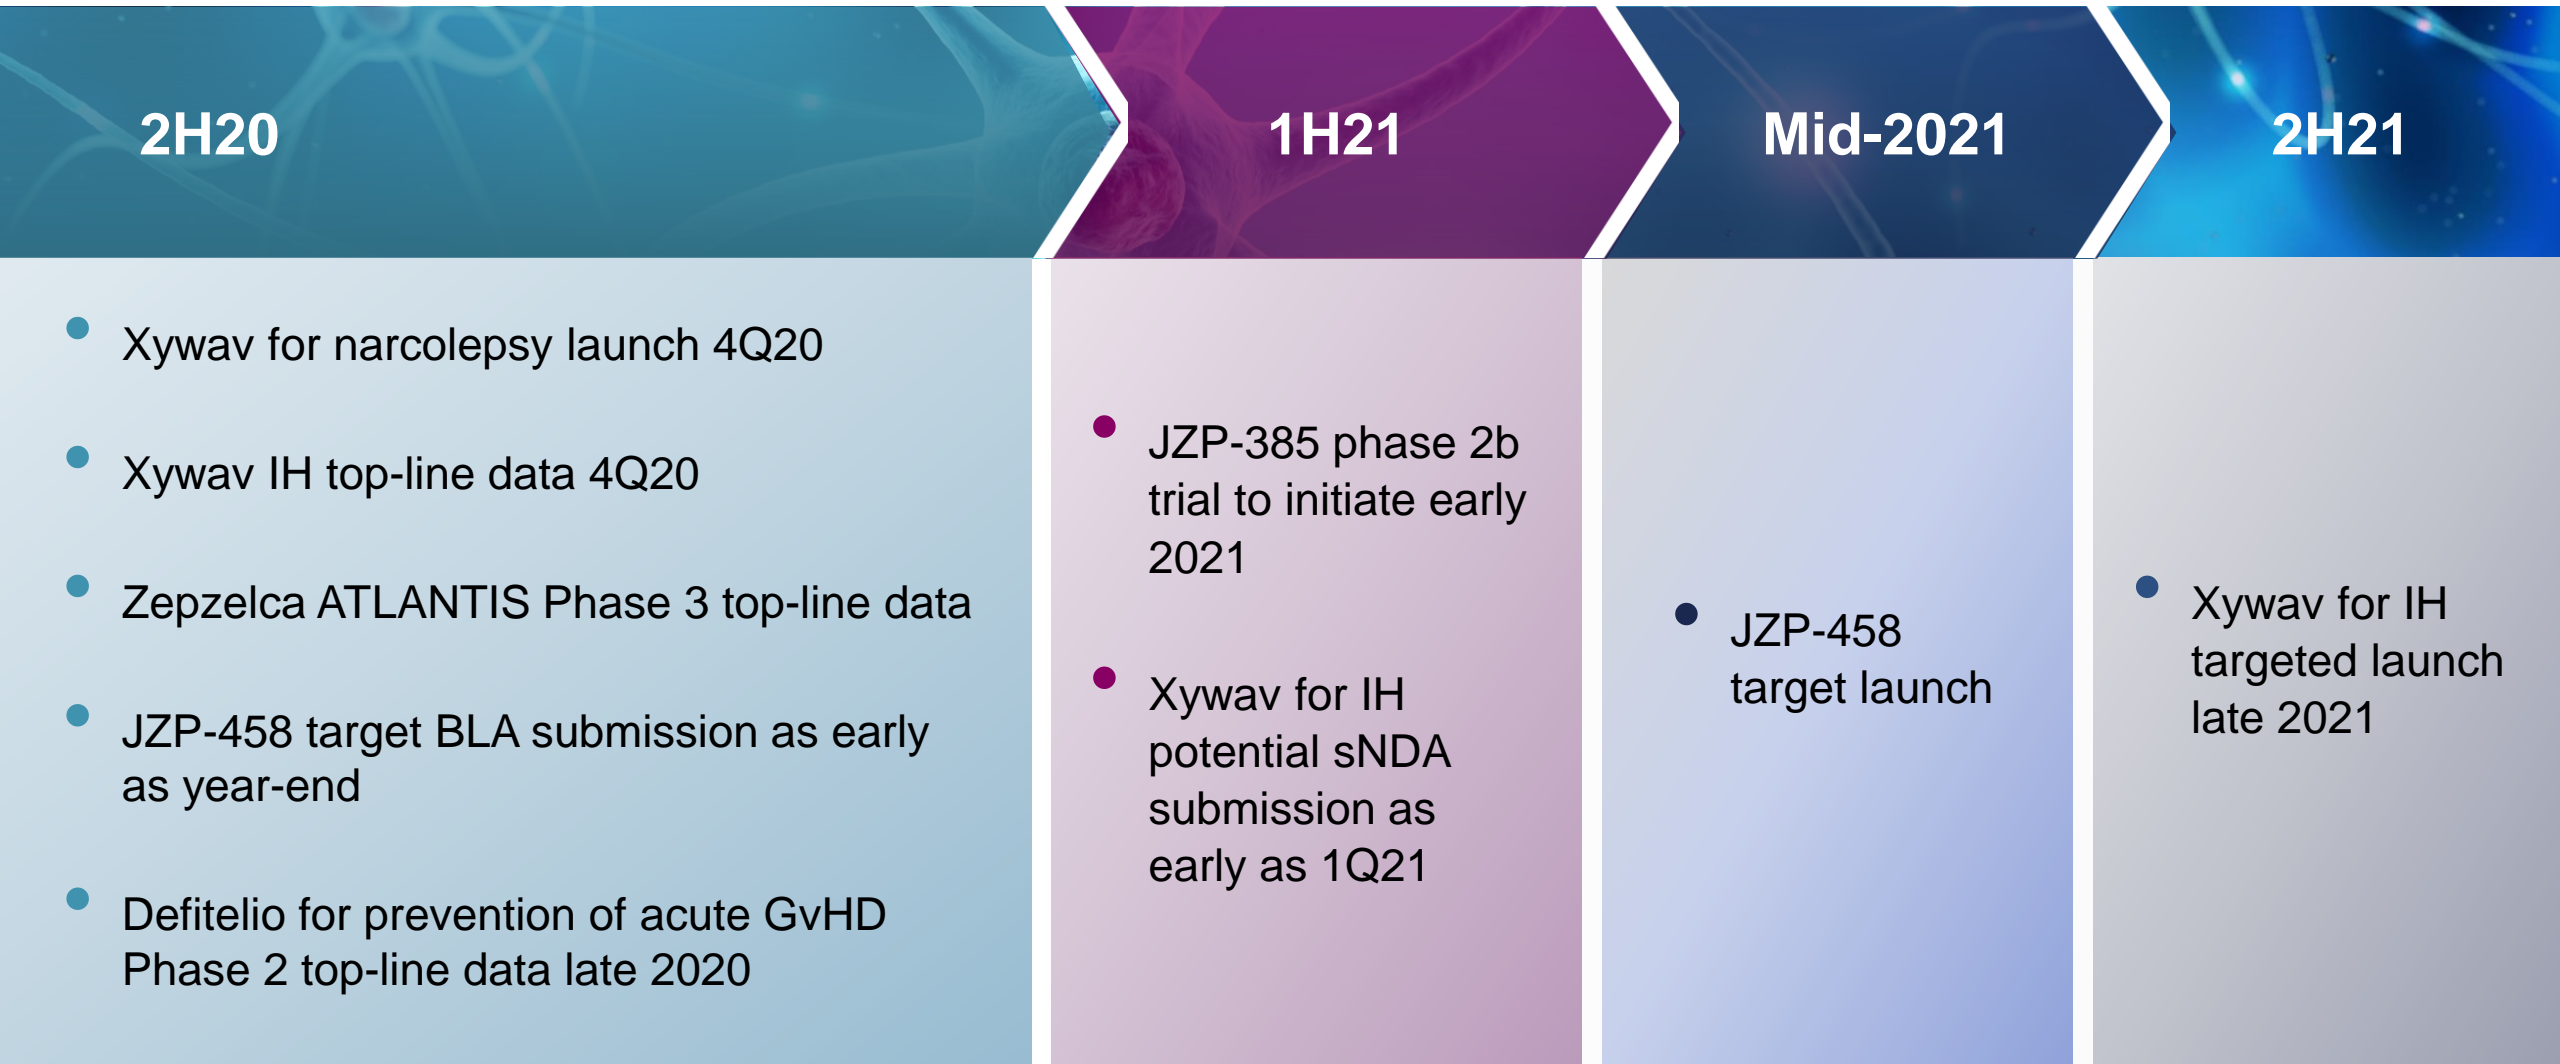 2H20
Xywav for narcolepsy launch 4Q20
Xywav IH top-line data 4Q20
Zepzelca ATLANTIS Phase 3 top-line data
JZP-458 target BLA submission as early
as year-end
Defitelio for prevention of acute GvHD
Phase 2 top-line data late 2020
1H21
JZP-385 phase 2b
trial to initiate early
2021
Xywav for IH
potential sNDA
submission as
early as 1Q21
Mid-2021
JZP-458
target launch
2H21
Xywav for IH
targeted launch
late 2021